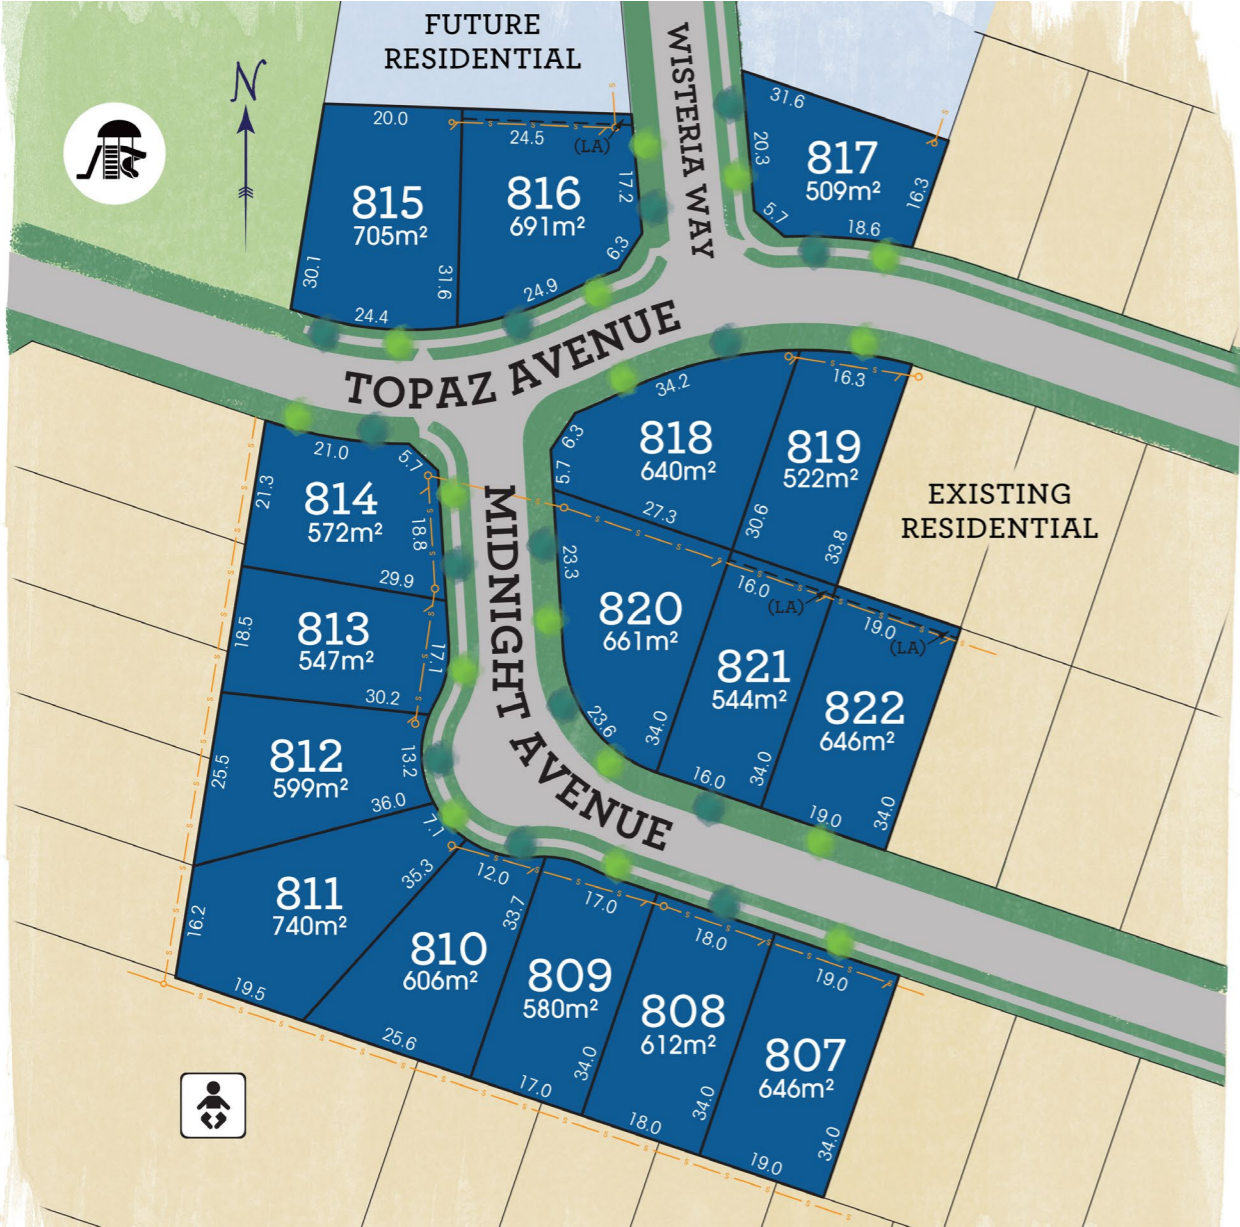 FUTURE
RESIDENTIAL
WISTERIA WAY
N
20.0
24.5
(LA)
815
705m²
30.1
31.6
24.4
816
691m²
17.2
6.3
24.9
31.6
20.3
817
509m²
16.3
5.7
18.6
TOPAZ AVENUE
34.2
16.3
6.3
5.7
818
640m²
27.3
30.6
819
522m²
33.8
EXISTING
RESIDENTIAL
21.0
5.7
21.3
814
572m²
18.8
29.9
MIDNIGHT AVENUE
18.5
813
547m²
17.1
30.2
25.5
812
599m²
13.2
36.0
23.3
820
661m²
23.6
34.0
16.0
(LA)
821
544m²
34.0
16.0
19.0
(LA)
822
646m²
34.0
19.0
7.1
16.2
811
740m²
35.3
19.5
12.0
33.7
810
606m²
25.6
17.0
809
580m²
34.0
17.0
18.0
808
612m²
34.0
18.0
19.0
807
646m²
34.0
19.0